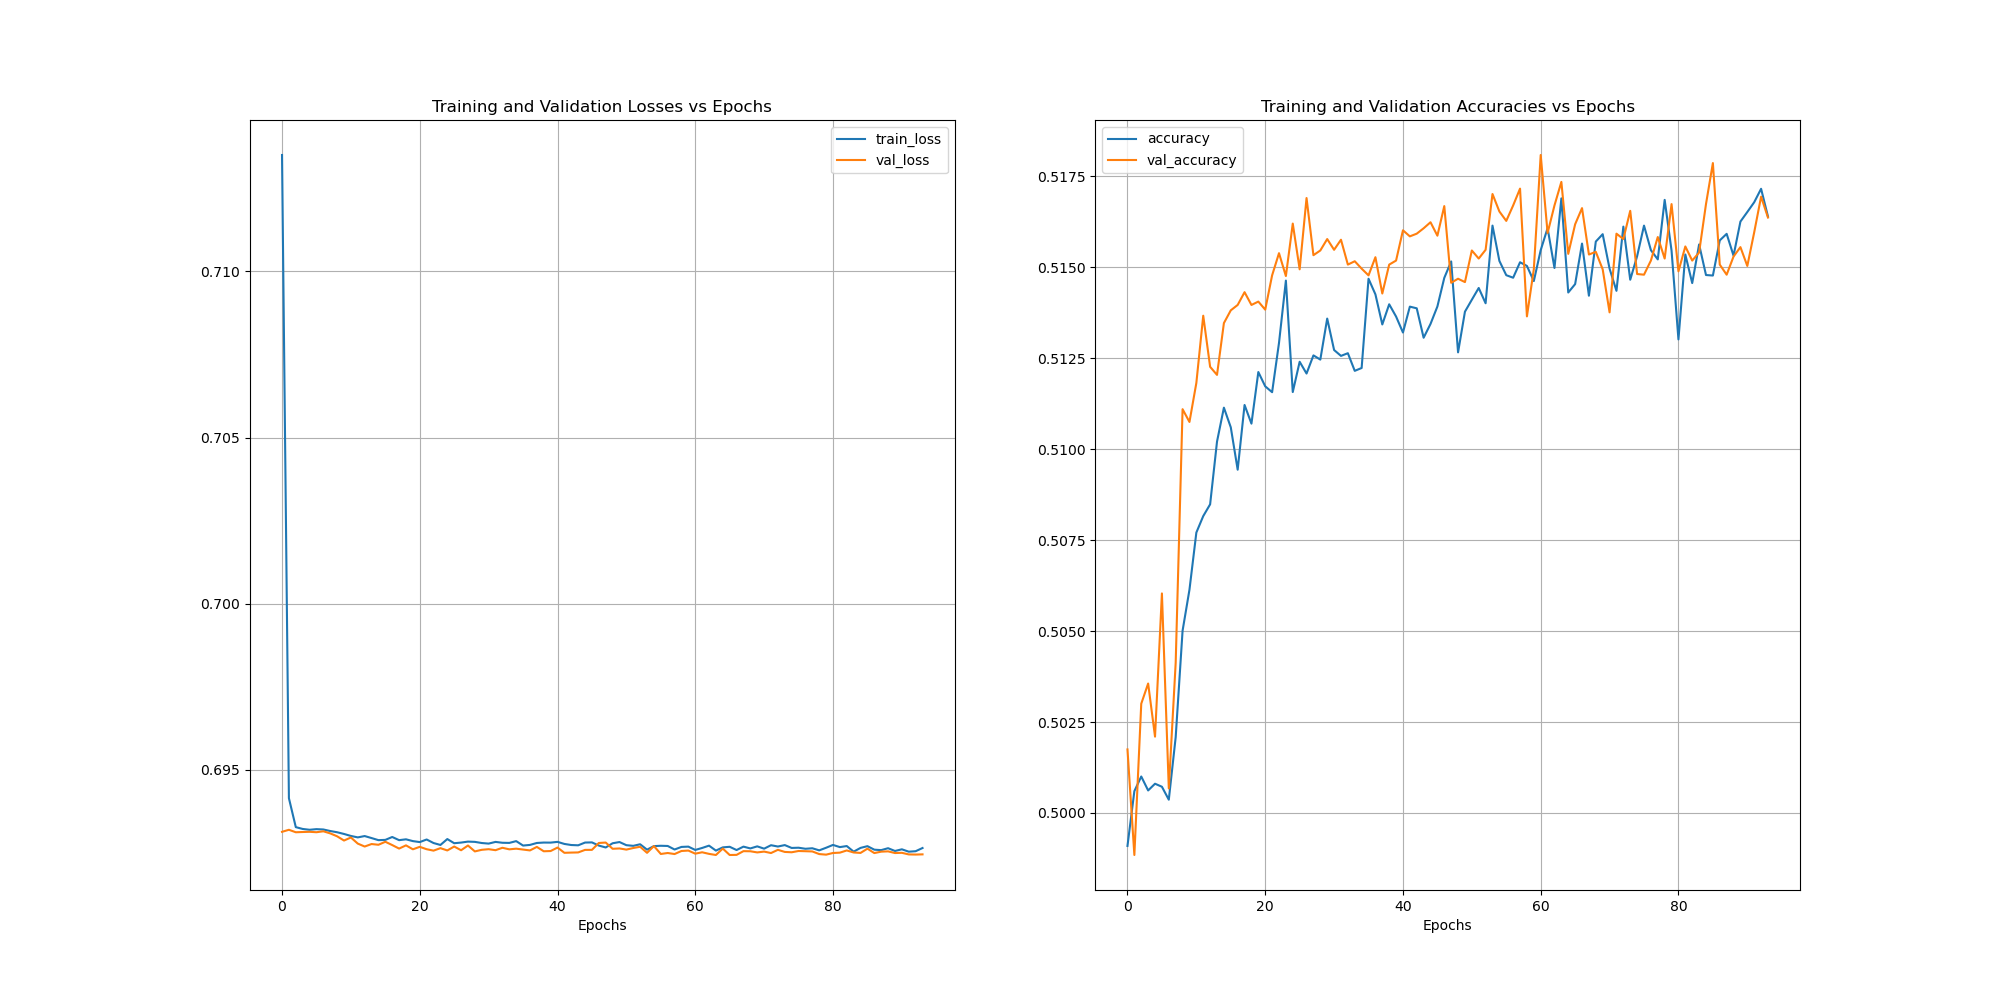 Training and Validation Losses vs Epochs
train_loss
val_loss
0.710
0.705
0.700
0.695
0 20 40 60 80
Epochs
Training and Validation Accuracies vs Epochs
accuracy
val_accuracy
0.5175
0.5150
0.5125
0.5100
0.5075
0.5050
0.5025
0.5000
0 20 40 60 80
Epochs